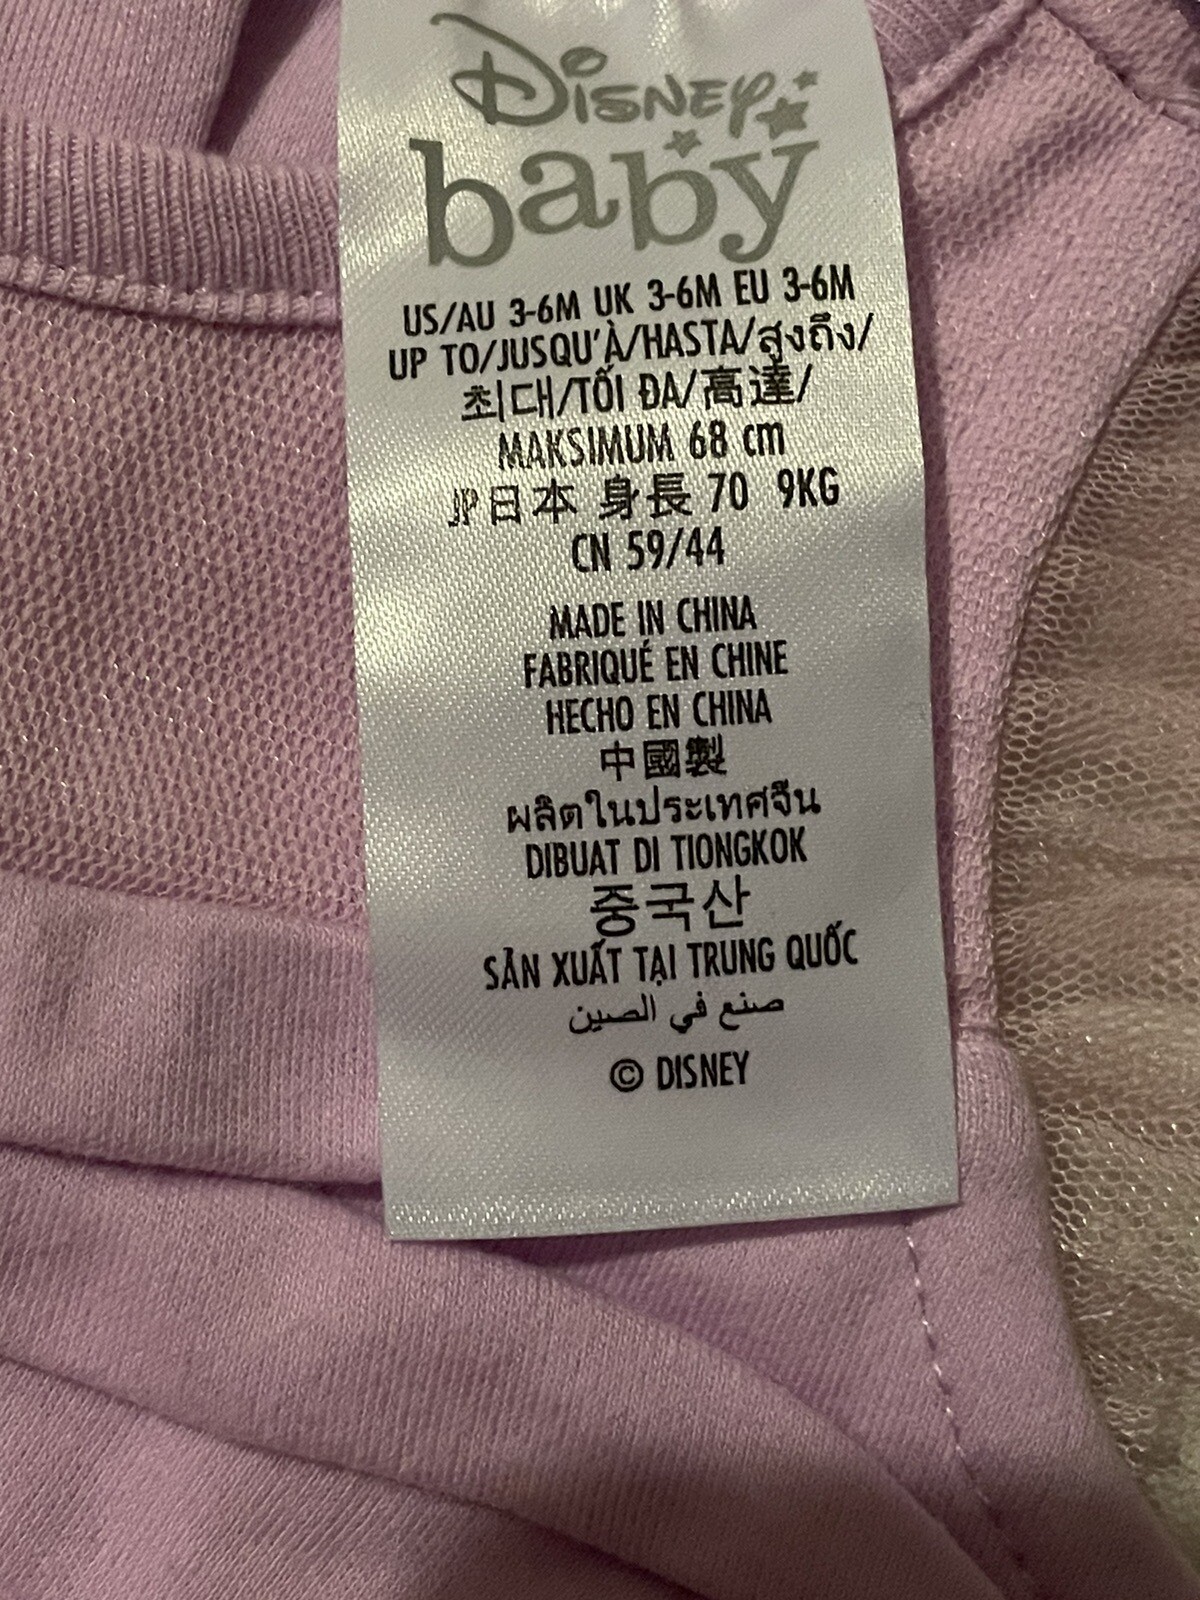 Disney
baby
US/AU 3-6M UK 3-6M EU 3-6M
UP TO/JUSQU'À/HASTA/สูงถึง/
최대/TỐI ĐA/高達/
MAKSIMUM 68 cm
JP日本 身長 70 9KG
CN 59/44
MADE IN CHINA
FABRIQUÉ EN CHINE
HECHO EN CHINA
中國製
ผลิตในประเทศจีน
DIBUAT DI TIONGKOK
중국산
SẢN XUẤT TẠI TRUNG QUỐC
صنع في الصين
© DISNEY